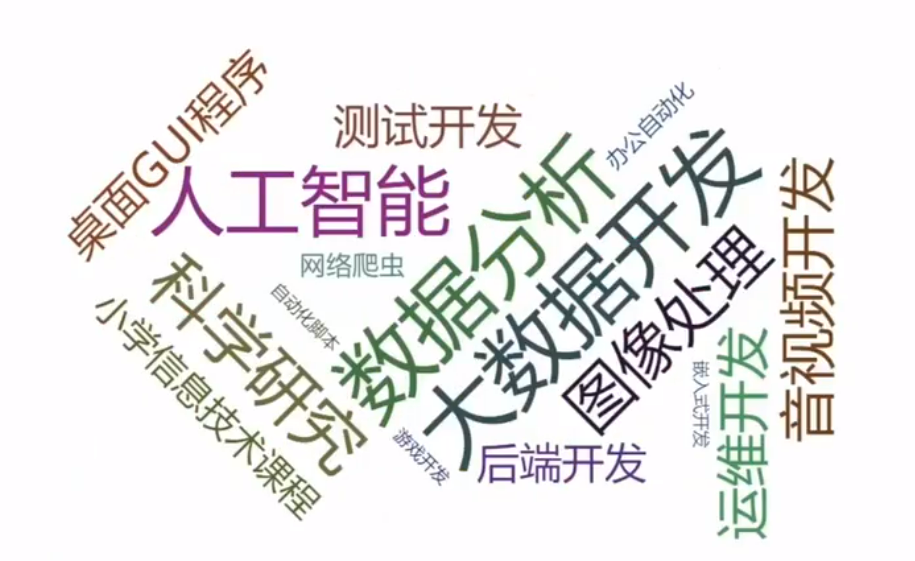 桌面GUI程序
测试开发
办公自动化
人工智能
数据分析
大数据开发
音视频开发
网络爬虫
科学研究
自动化脚本
图像处理
小学信息技术课程
运维开发
嵌入式开发
游戏开发
后端开发